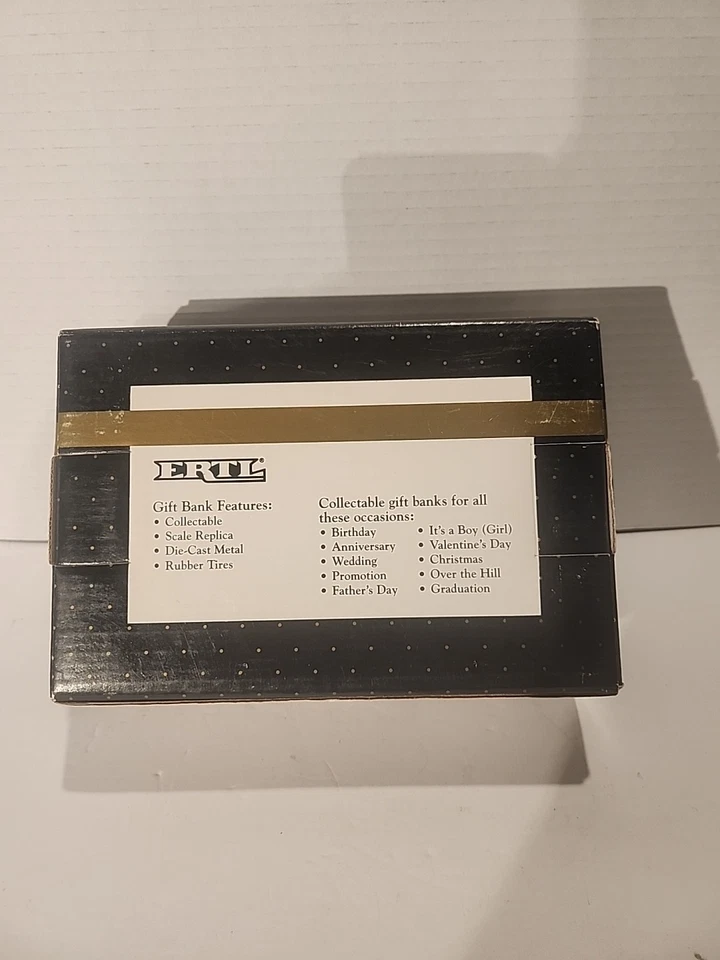 ERTL®
Gift Bank Features:
• Collectable
• Scale Replica
• Die-Cast Metal
• Rubber Tires
Collectable gift banks for all
these occasions:
• Birthday
• Anniversary
• Wedding
• Promotion
• Father's Day
• It's a Boy (Girl)
• Valentine's Day
• Christmas
• Over the Hill
• Graduation